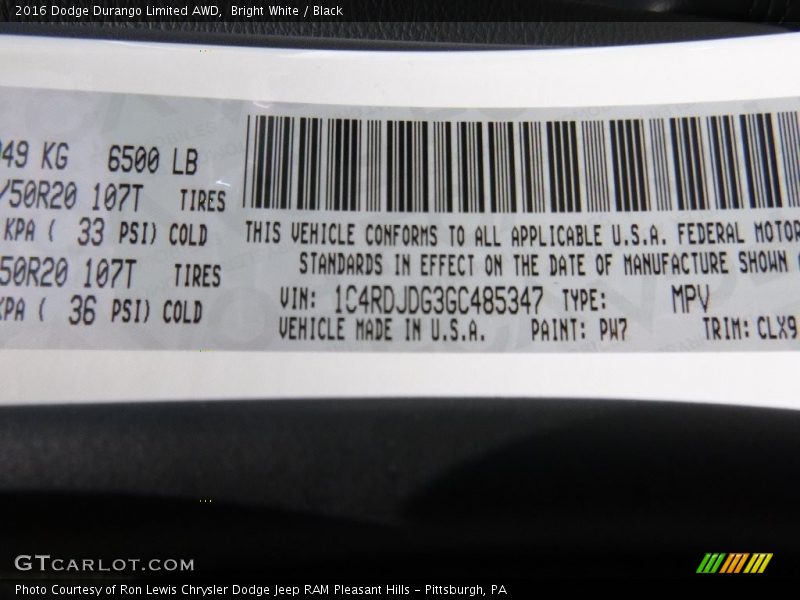 2016 Dodge Durango Limited AWD,  Bright White / Black
6500 LB
/50R20 107T TIRES
KPA ( 33 PSI) COLD
50R20 107T TIRES
KPA ( 36 PSI) COLD
THIS VEHICLE CONFORMS TO ALL APPLICABLE U.S.A. FEDERAL MOTOR
STANDARDS IN EFFECT ON THE DATE OF MANUFACTURE SHOWN
VIN: 1C4RDJDG3GC485347 TYPE: MPV
VEHICLE MADE IN U.S.A. PAINT: PW7 TRIM: CLX9
GTCARLOT.COM
Photo Courtesy of Ron Lewis Chrysler Dodge Jeep RAM Pleasant Hills - Pittsburgh, PA